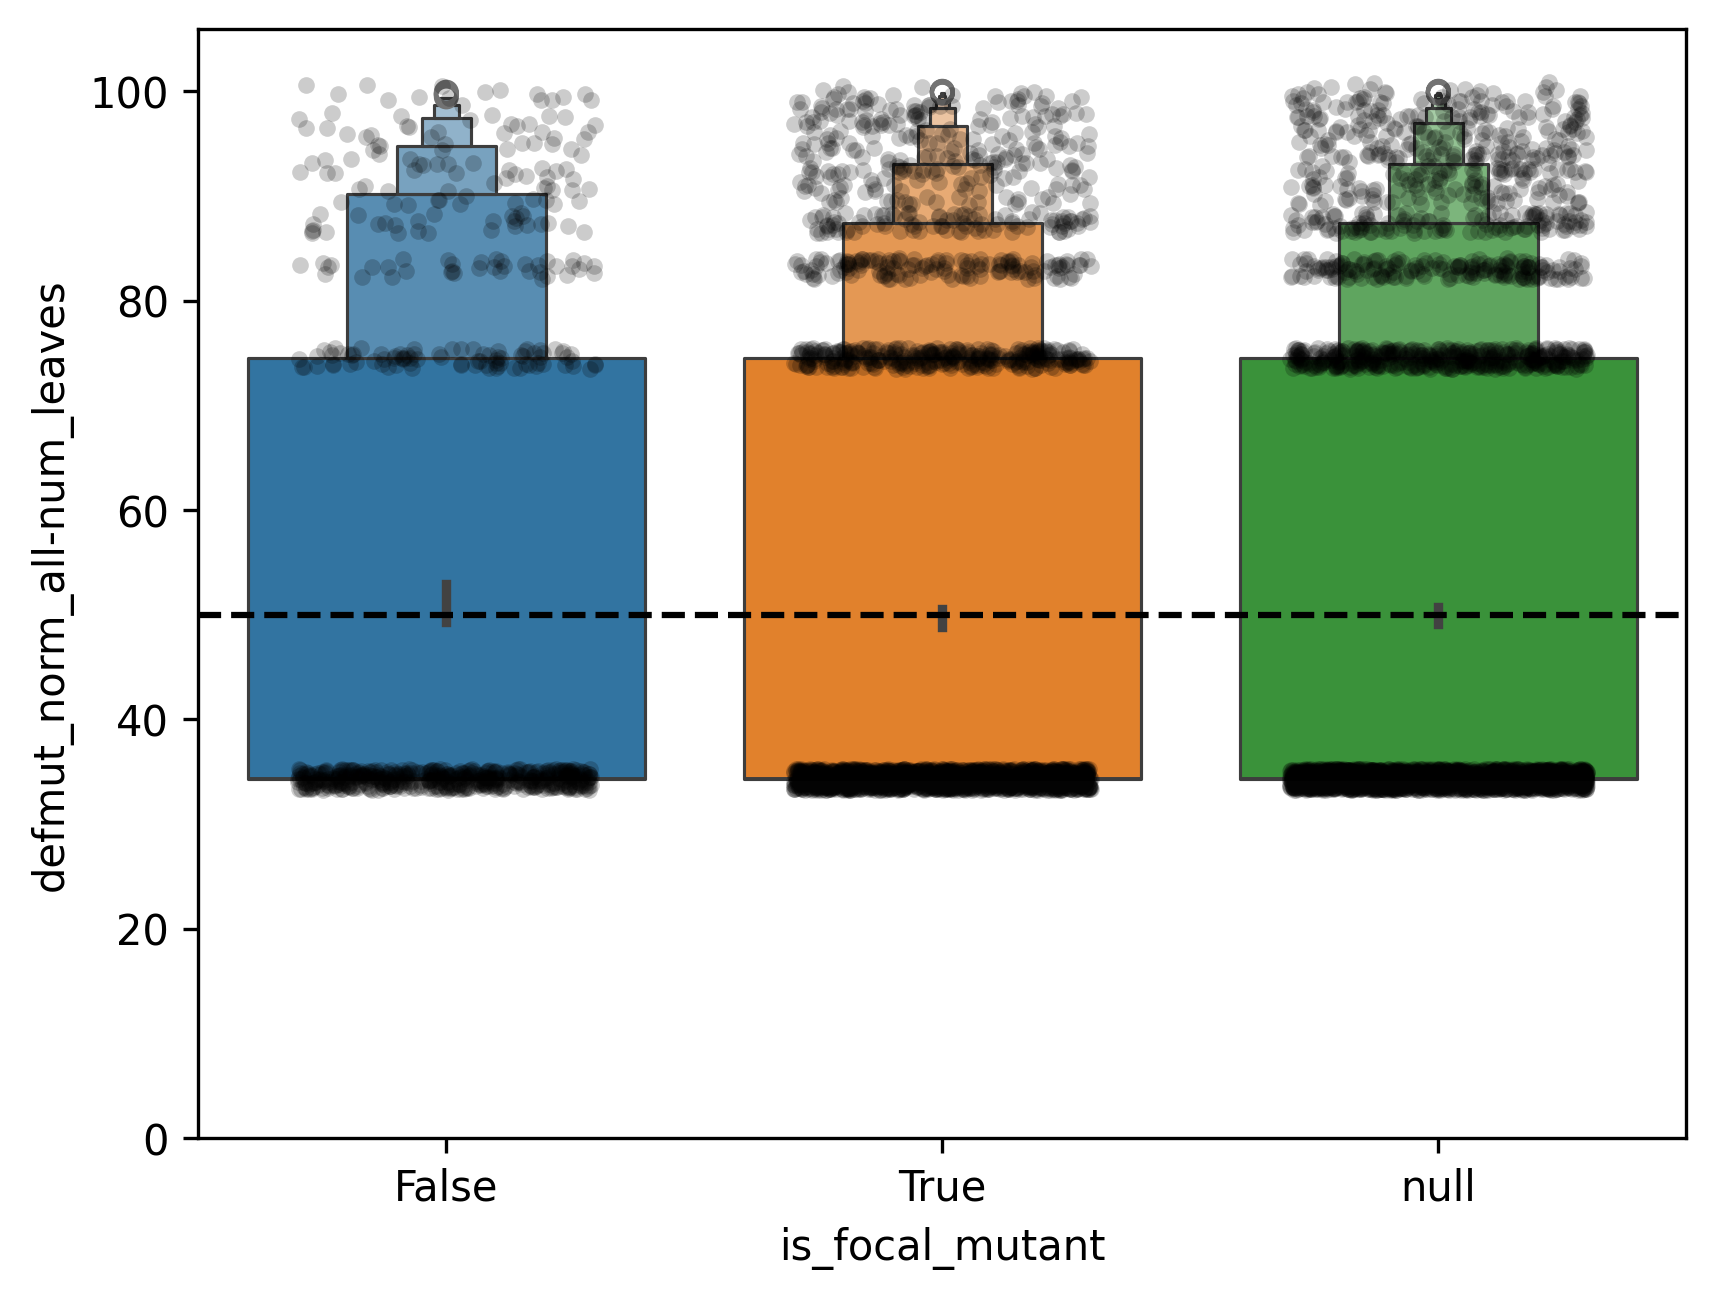 defmut_norm_all-num_leaves
100
80
60
40
20
0
False
True
null
is_focal_mutant